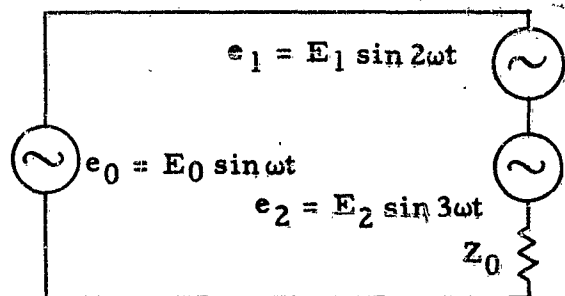 e₁ = E₁ sin 2ωt
e₀ = E₀ sin ωt
e₂ = E₂ sin 3ωt
Z₀